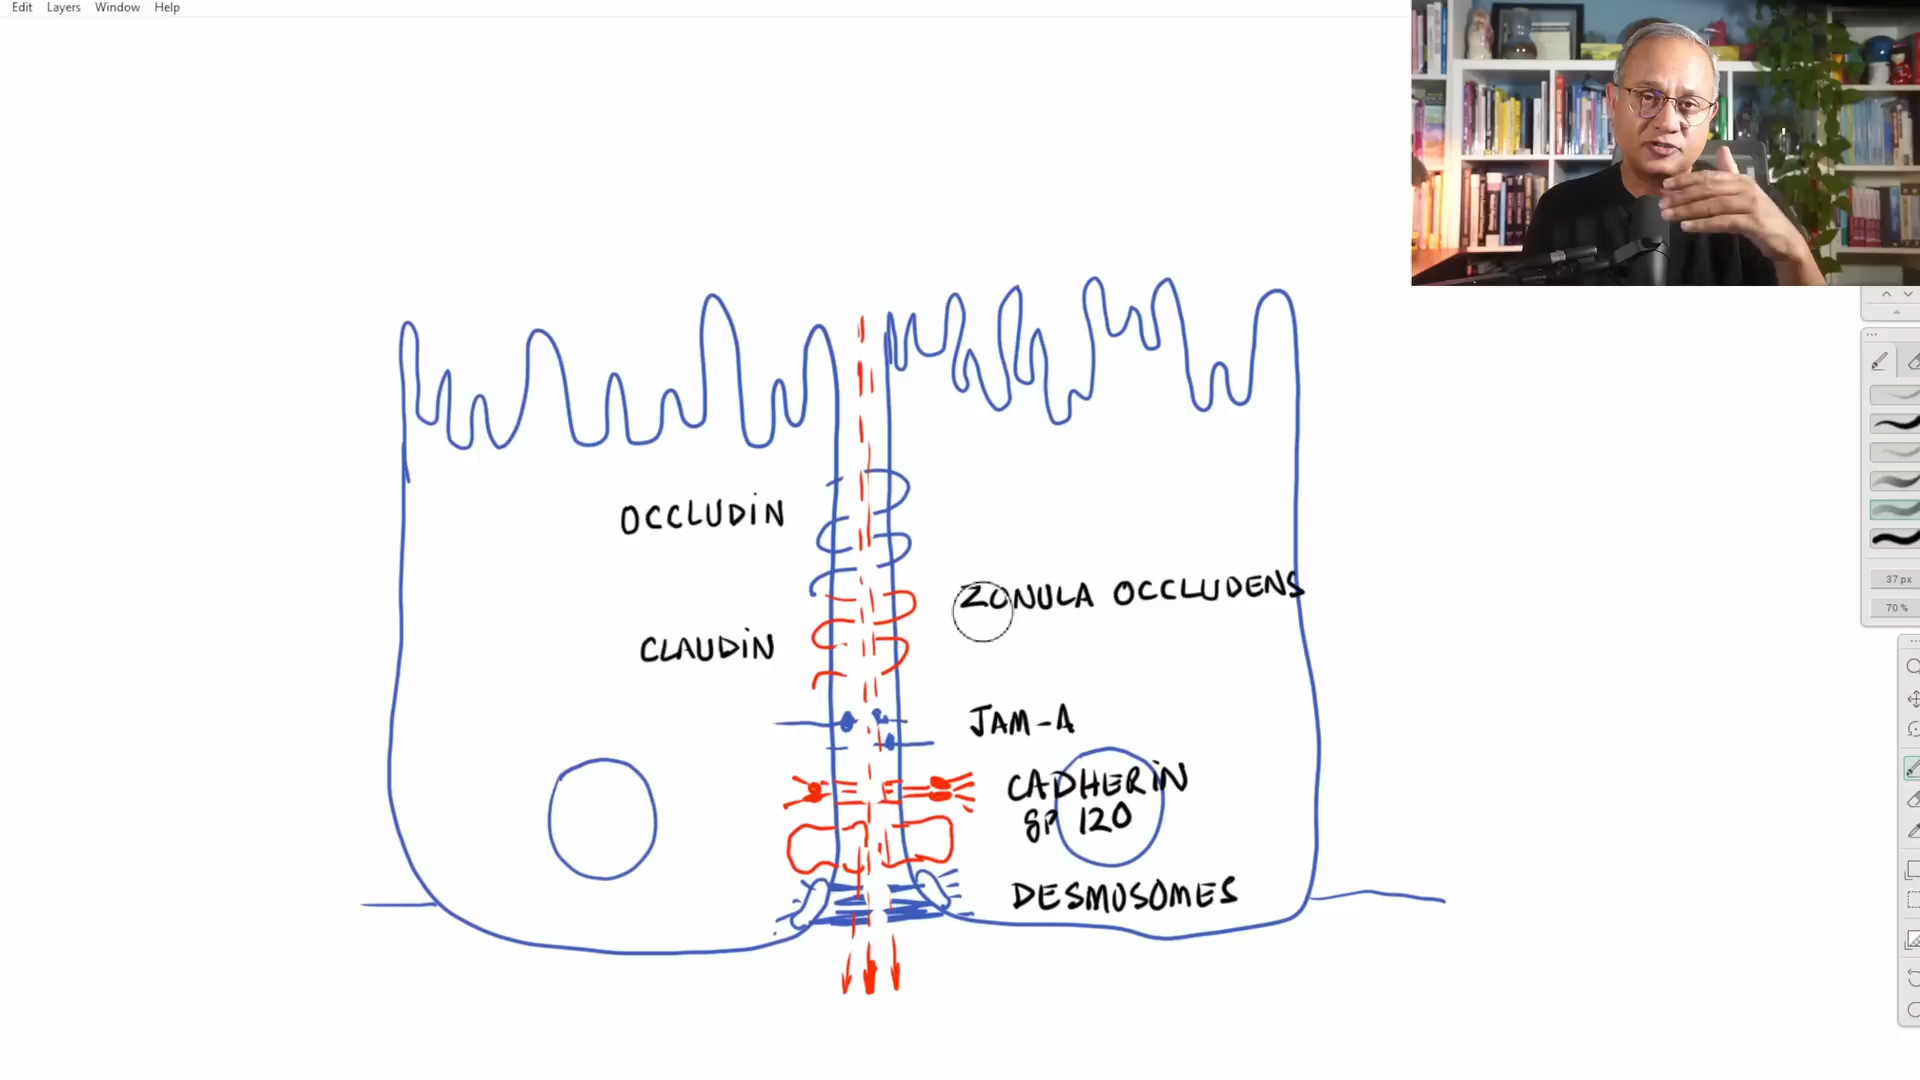 Edit Layers Window Help
OCCLUDIN
ZONULA OCCLUDENS
CLAUDIN
JAM-A
CADHERIN
gp 120
DESMOSOMES
37 px
70 %